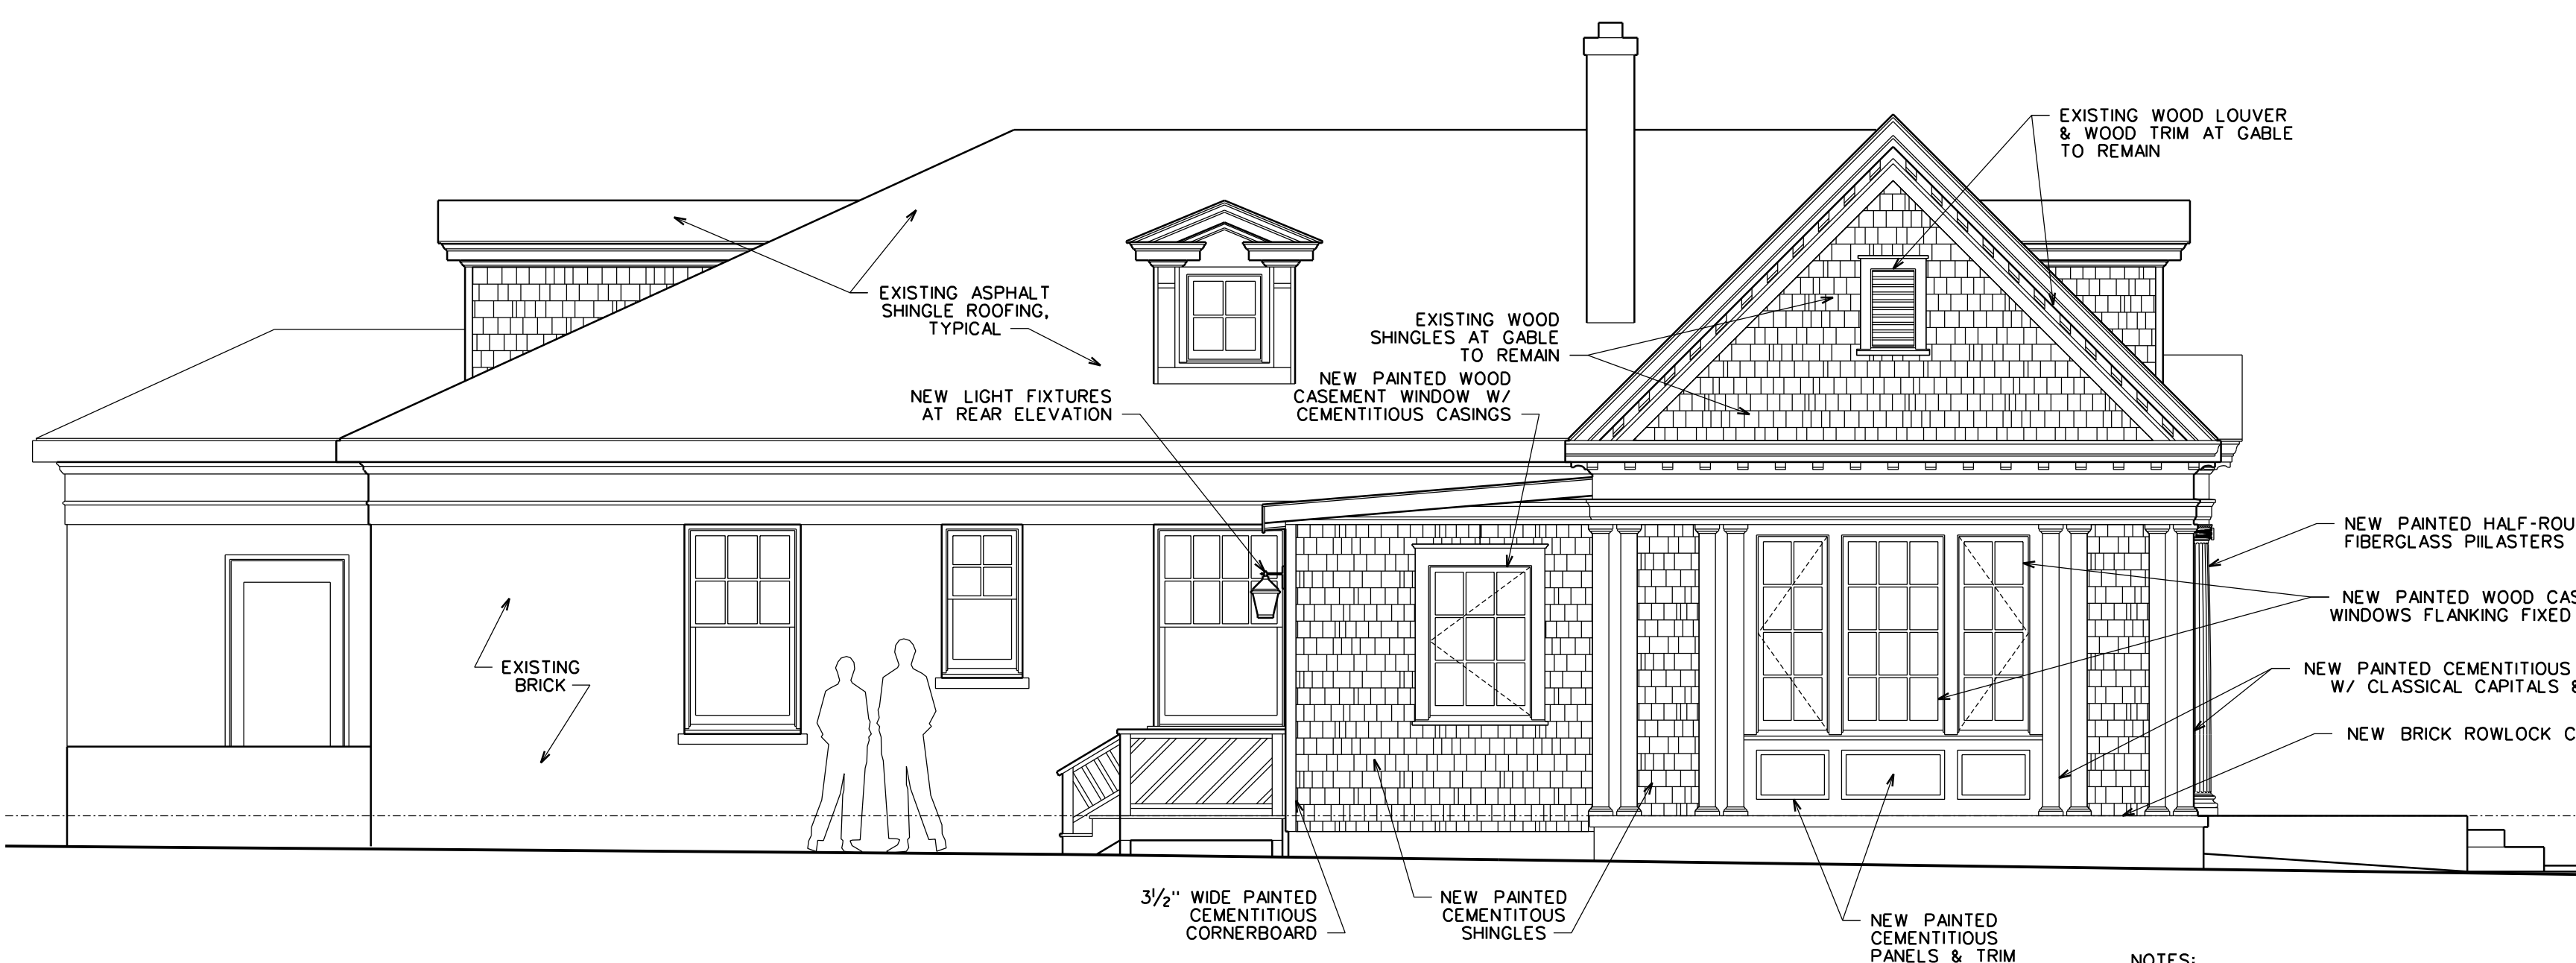 EXISTING WOOD LOUVER
& WOOD TRIM AT GABLE
TO REMAIN
EXISTING ASPHALT
SHINGLE ROOFING,
TYPICAL
EXISTING WOOD
SHINGLES AT GABLE
TO REMAIN
NEW PAINTED WOOD
CASEMENT WINDOW W/
CEMENTITIOUS CASINGS
NEW LIGHT FIXTURES
AT REAR ELEVATION
NEW PAINTED HALF-ROU
FIBERGLASS PIILASTERS
NEW PAINTED WOOD CAS
WINDOWS FLANKING FIXED
EXISTING
BRICK
NEW PAINTED CEMENTITIOUS
W/ CLASSICAL CAPITALS &
NEW BRICK ROWLOCK C
3½" WIDE PAINTED
CEMENTITIOUS
CORNERBOARD
NEW PAINTED
CEMENTITOUS
SHINGLES
NEW PAINTED
CEMENTITIOUS
PANELS & TRIM
NOTES: